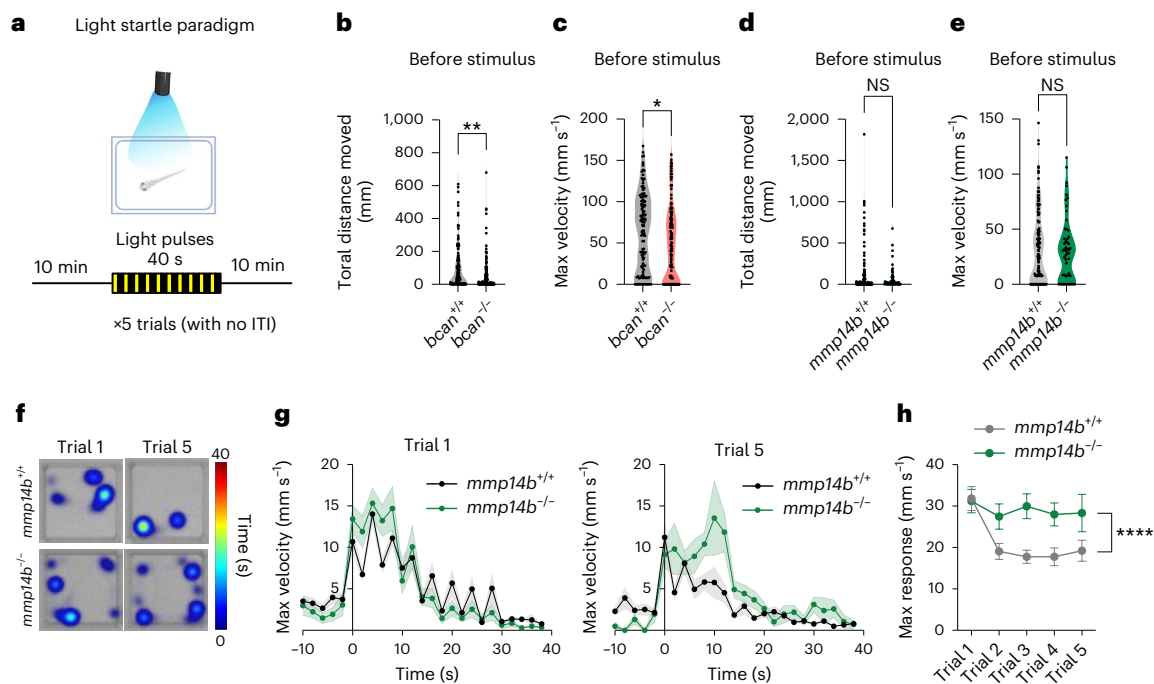 a
Light startle paradigm
Light pulses
10 min
40 s
10 min
×5 trials (with no ITI)
b
Before stimulus
**
Toral distance moved
(mm)
1,000
800
600
400
200
0
bcan+/+
bcan−/−
c
Before stimulus
*
Max velocity (mm s−1)
200
150
100
50
0
bcan+/+
bcan−/−
d
Before stimulus
NS
Total distance moved
(mm)
2,000
1,500
1,000
500
0
mmp14b+/+
mmp14b−/−
e
Before stimulus
NS
Max velocity (mm s−1)
150
100
50
0
mmp14b+/+
mmp14b−/−
f
Trial 1
Trial 5
mmp14b+/+
mmp14b−/−
40
Time (s)
0
g
Trial 1
Max velocity (mm s−1)
20
15
10
5
0
mmp14b+/+
mmp14b−/−
−10
0
10
20
30
40
Time (s)
Trial 5
Max velocity (mm s−1)
20
15
10
5
0
mmp14b+/+
mmp14b−/−
−10
0
10
20
30
40
Time (s)
h
mmp14b+/+
mmp14b−/−
Max response (mm s−1)
40
30
20
10
0
****
Trial 1
Trial 2
Trial 3
Trial 4
Trial 5